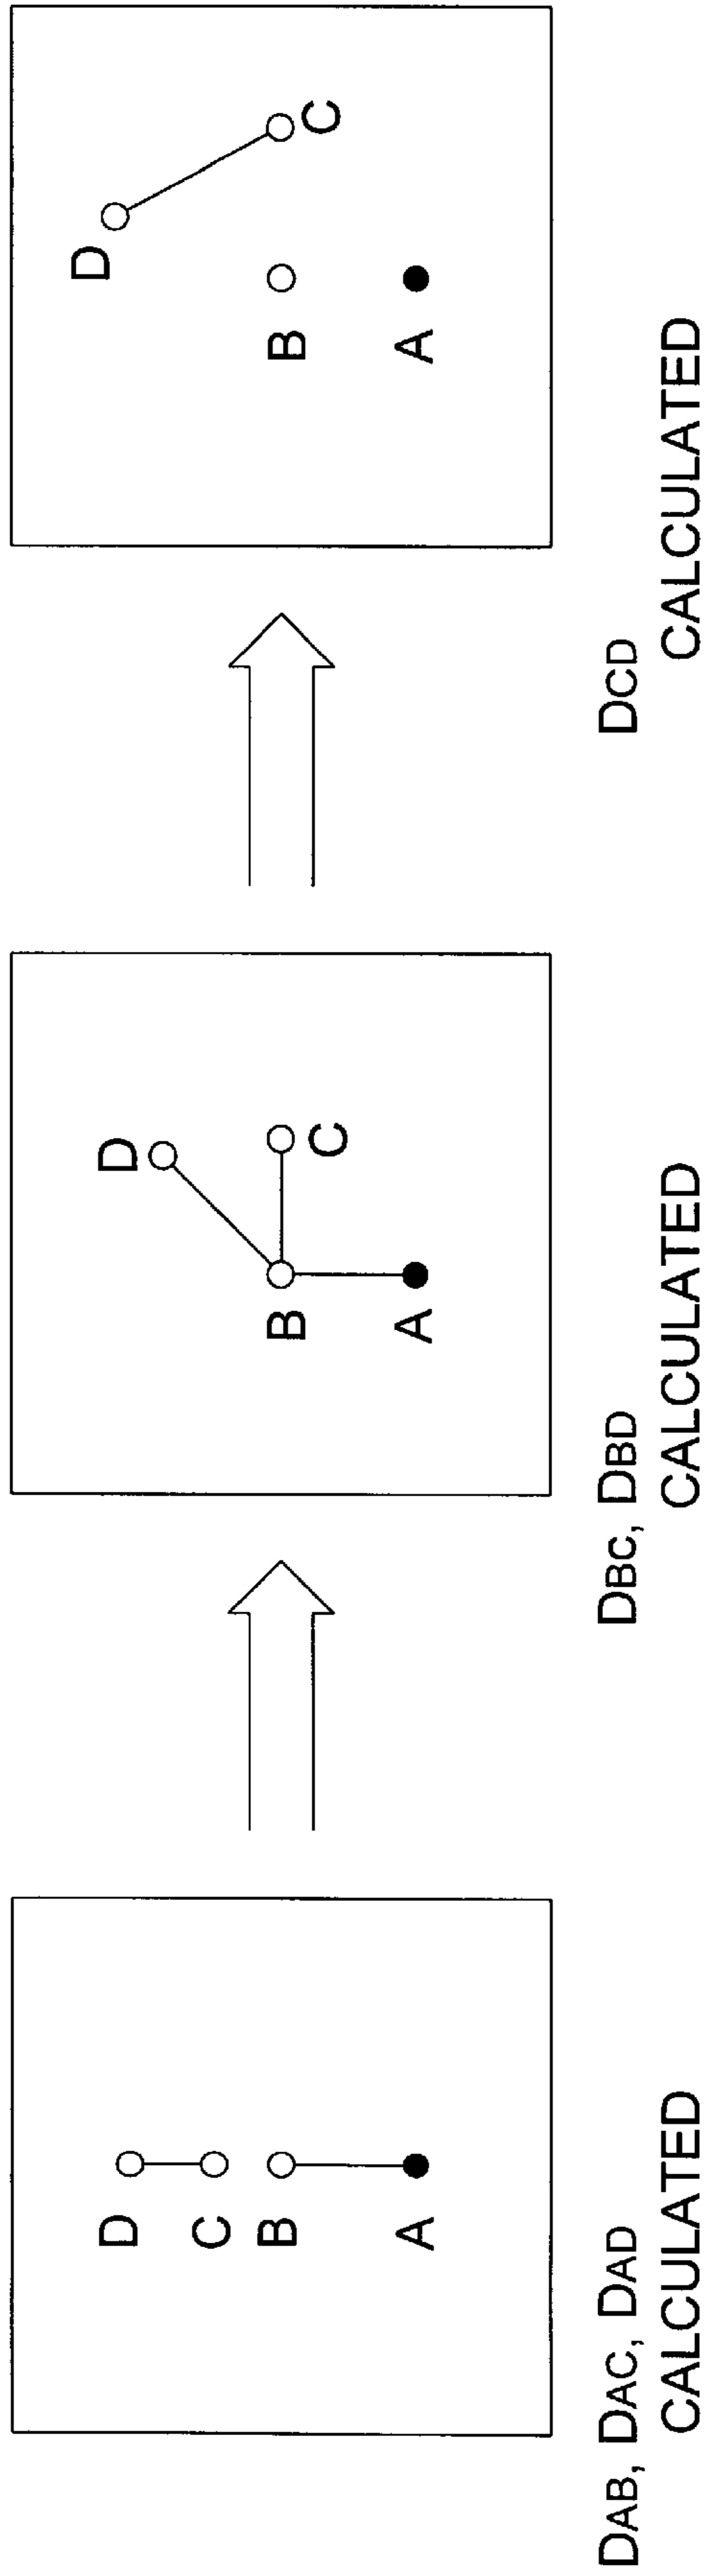 D
C
B
A
DAB, DAC, DAD
CALCULATED
D
B
C
A
DBC, DBD
CALCULATED
D
B
C
A
DCD
CALCULATED